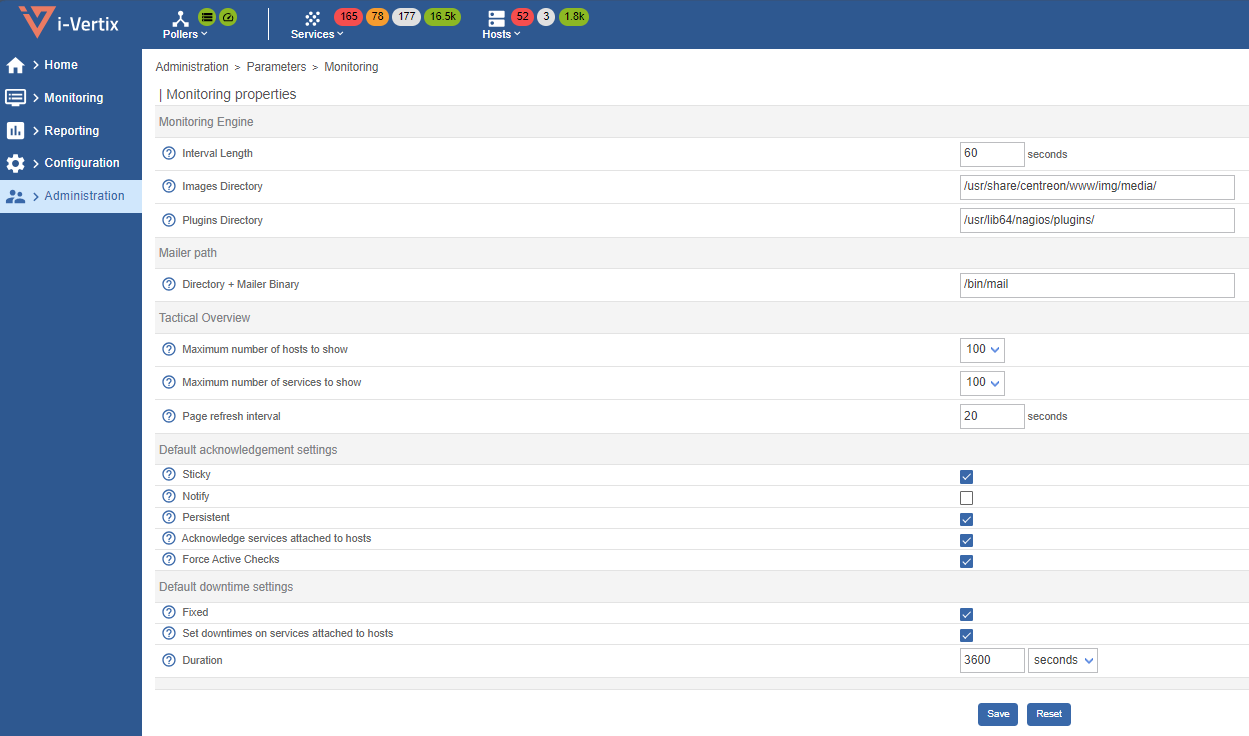 i-Vertix
Pollers
Services
165 78 177 16.5k
Hosts
52 3 1.8k
Home
Monitoring
Reporting
Configuration
Administration
Administration > Parameters > Monitoring
| Monitoring properties
Monitoring Engine
Interval Length 60 seconds
Images Directory /usr/share/centreon/www/img/media/
Plugins Directory /usr/lib64/nagios/plugins/
Mailer path
Directory + Mailer Binary /bin/mail
Tactical Overview
Maximum number of hosts to show 100
Maximum number of services to show 100
Page refresh interval 20 seconds
Default acknowledgement settings
Sticky
Notify
Persistent
Acknowledge services attached to hosts
Force Active Checks
Default downtime settings
Fixed
Set downtimes on services attached to hosts
Duration 3600 seconds
Save Reset